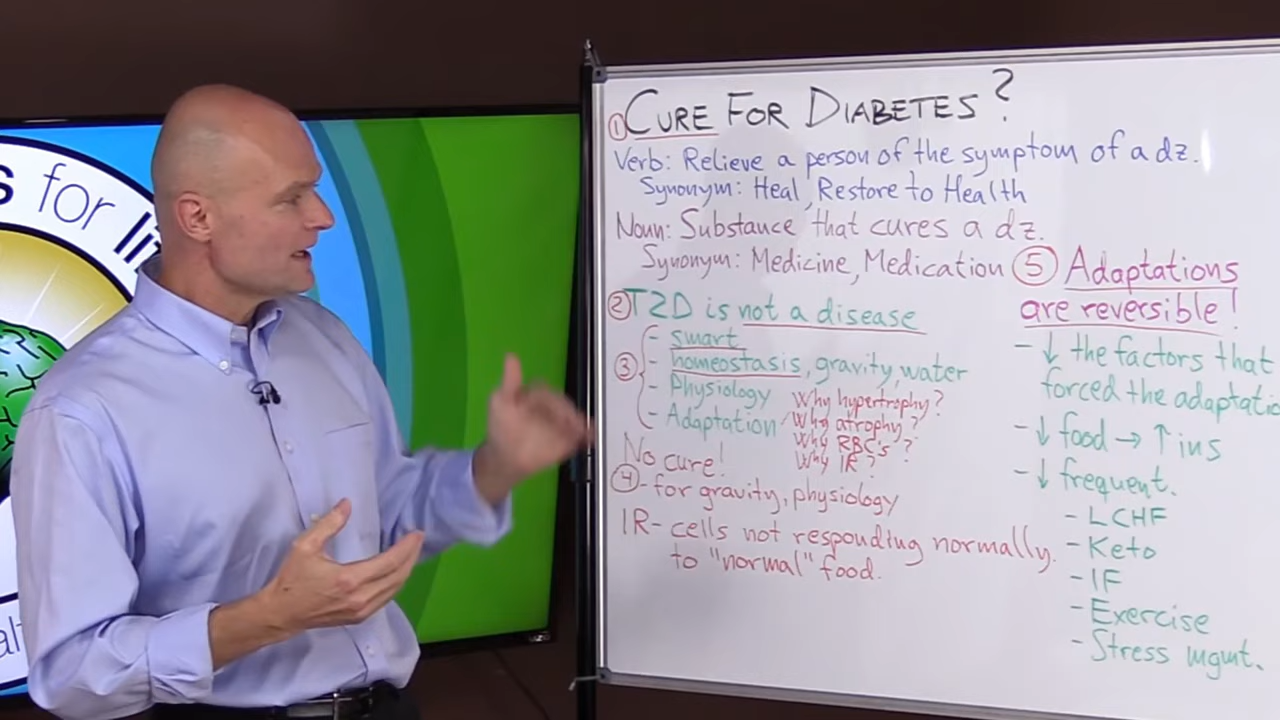 s for li
al
① CURE FOR DIABETES?
Verb: Relieve a person of the symptom of a dz.
Synonym: Heal, Restore to Health
Noun: Substance that cures a dz.
Synonym: Medicine, Medication
② T2D is not a disease
③ - smart
- homeostasis, gravity, water
- Physiology
- Adaptation
Why hypertrophy?
Why atrophy?
Why RBC's?
Why IR?
No cure!
④ - for gravity, physiology
IR - cells not responding normally.
to "normal" food.
⑤ Adaptations
are reversible!
- ↓ the factors that
forced the adaptatio
- ↓ food → ↑ ins
- ↓ frequent.
- LCHF
- Keto
- IF
- Exercise
- Stress mgmt.